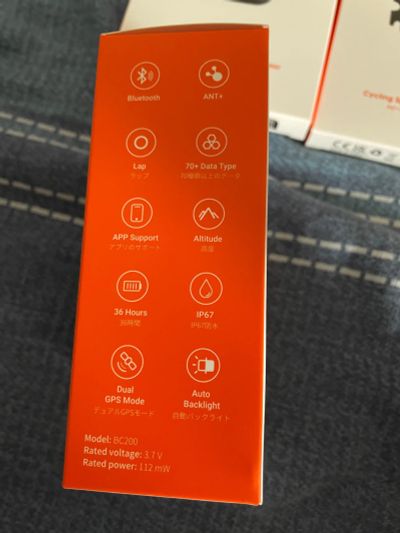 Bluetooth
ANT+
Lap
ラップ
70+ Data Type
70種類以上のデータ
APP Support
アプリのサポート
Altitude
高度
36 Hours
36時間
IP67
IP67防水
Dual
GPS Mode
デュアルGPSモード
Auto
Backlight
自動バックライト
Model: BC200
Rated voltage: 3.7 V
Rated power: 112 mW
Cycling